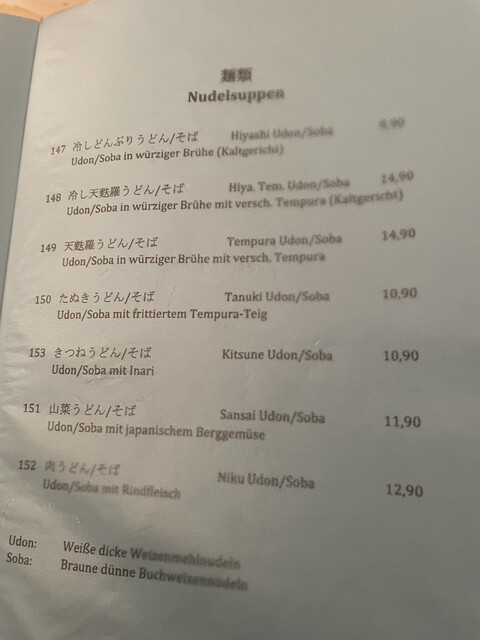 麺類
Nudelsuppen
147 冷しどんぶりうどん/そば Hiyashi Udon/Soba 9,90
Udon/Soba in würziger Brühe (Kaltgericht)
148 冷し天麩羅うどん/そば Hiya. Tem. Udon/Soba 14,90
Udon/Soba in würziger Brühe mit versch. Tempura (Kaltgericht)
149 天麩羅うどん/そば Tempura Udon/Soba 14,90
Udon/Soba in würziger Brühe mit versch. Tempura
150 たぬきうどん/そば Tanuki Udon/Soba 10,90
Udon/Soba mit frittiertem Tempura-Teig
153 きつねうどん/そば Kitsune Udon/Soba 10,90
Udon/Soba mit Inari
151 山菜うどん/そば Sansai Udon/Soba 11,90
Udon/Soba mit japanischem Berggemüse
152 肉うどん/そば Niku Udon/Soba 12,90
Udon/Soba mit Rindfleisch
Udon: Weiße dicke Weizenmehlnudeln
Soba: Braune dünne Buchweizennudeln